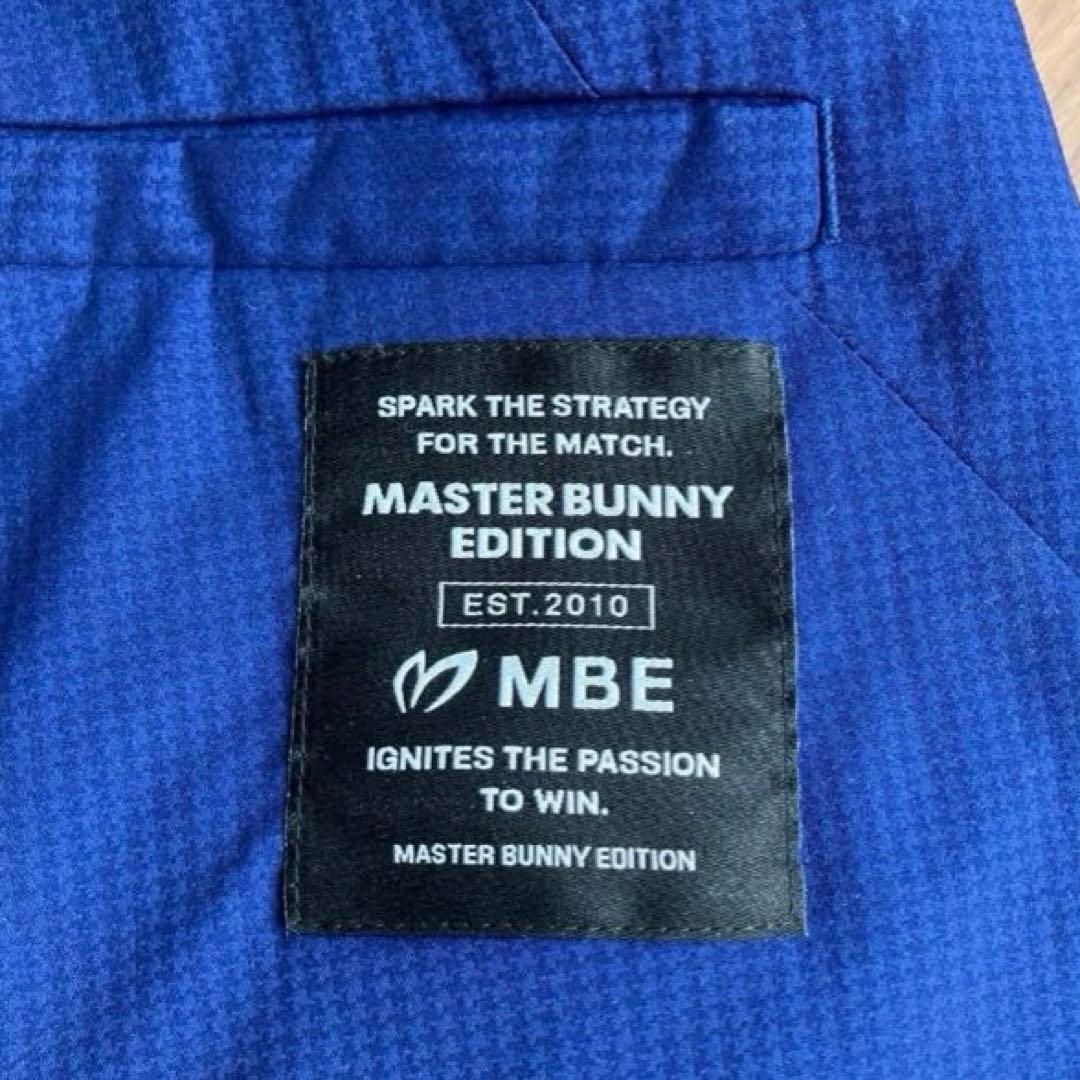 SPARK THE STRATEGY
FOR THE MATCH.
MASTER BUNNY
EDITION
EST.2010
MBE
IGNITES THE PASSION
TO WIN.
MASTER BUNNY EDITION